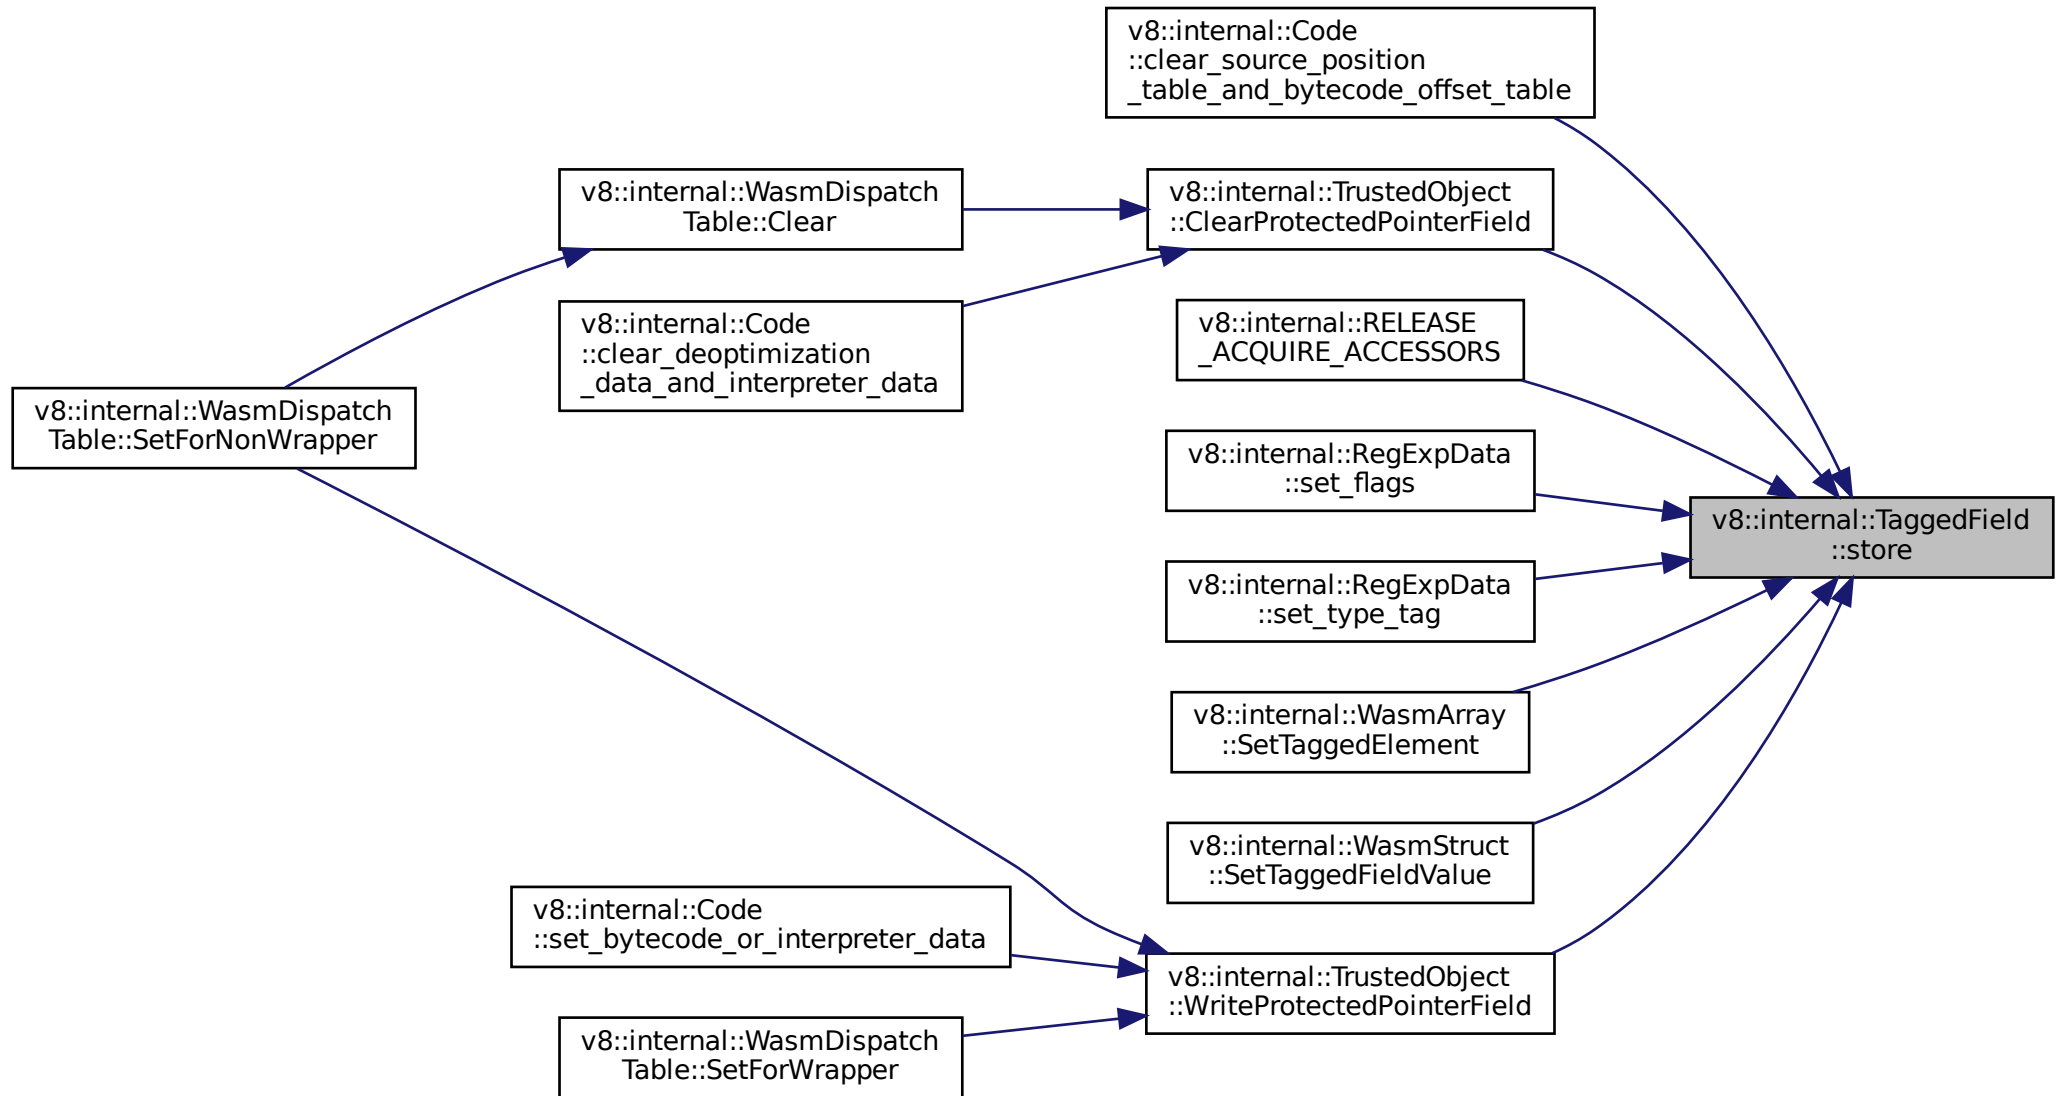 v8::internal::Code
::clear_source_position
_table_and_bytecode_offset_table
v8::internal::WasmDispatch
Table::Clear
v8::internal::TrustedObject
::ClearProtectedPointerField
v8::internal::Code
::clear_deoptimization
_data_and_interpreter_data
v8::internal::RELEASE
_ACQUIRE_ACCESSORS
v8::internal::WasmDispatch
Table::SetForNonWrapper
v8::internal::RegExpData
::set_flags
v8::internal::TaggedField
::store
v8::internal::RegExpData
::set_type_tag
v8::internal::WasmArray
::SetTaggedElement
v8::internal::WasmStruct
::SetTaggedFieldValue
v8::internal::Code
::set_bytecode_or_interpreter_data
v8::internal::TrustedObject
::WriteProtectedPointerField
v8::internal::WasmDispatch
Table::SetForWrapper